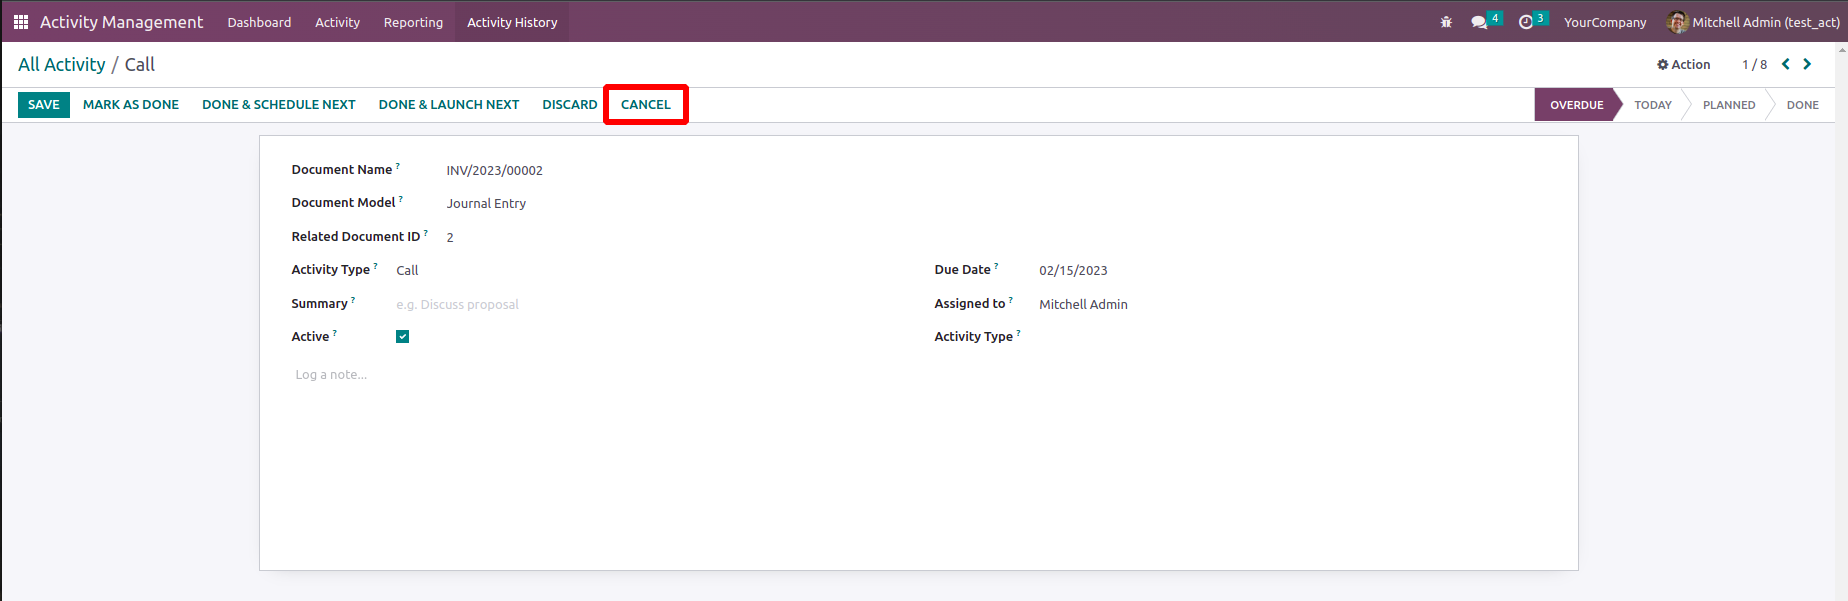 Activity Management Dashboard Activity Reporting Activity History 4 3 YourCompany Mitchell Admin (test_act)
All Activity / Call Action 1 / 8
SAVE MARK AS DONE DONE & SCHEDULE NEXT DONE & LAUNCH NEXT DISCARD CANCEL OVERDUE TODAY PLANNED DONE
Document Name ? INV/2023/00002
Document Model ? Journal Entry
Related Document ID ? 2
Activity Type ? Call Due Date ? 02/15/2023
Summary ? e.g. Discuss proposal Assigned to ? Mitchell Admin
Active ? Activity Type ?
Log a note...